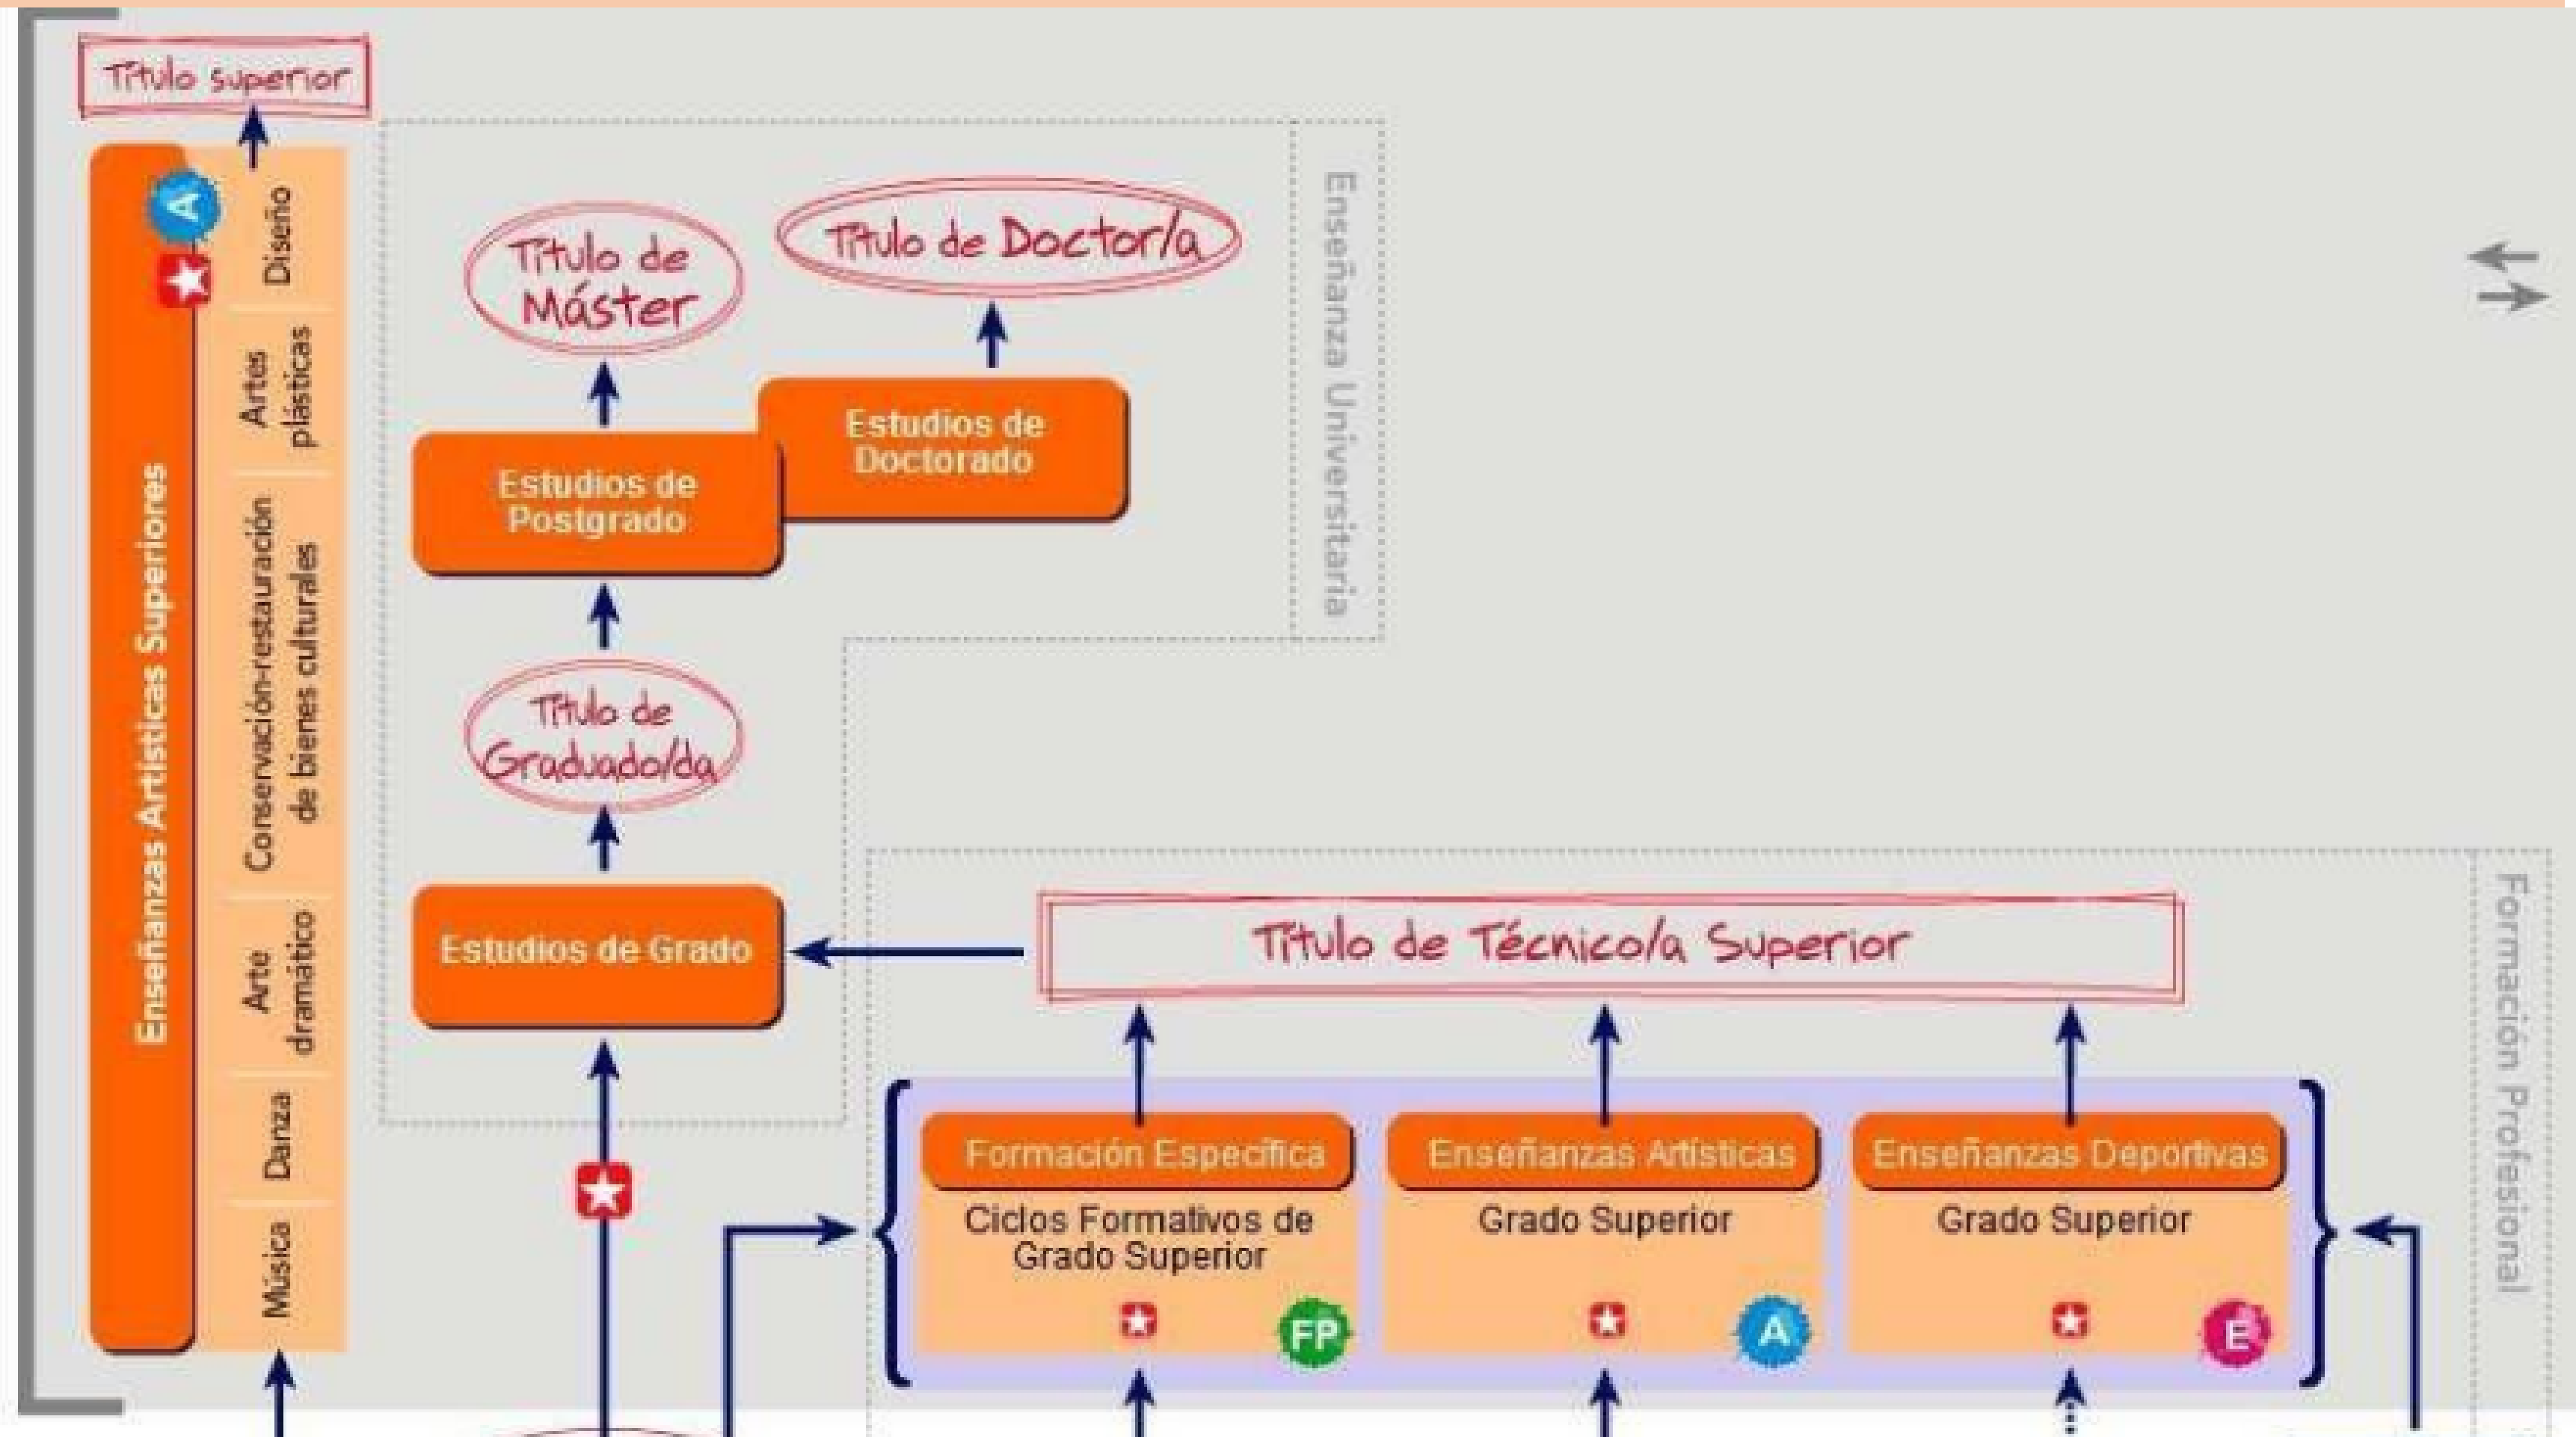 Título superior
Enseñanzas Artísticas Superiores
A
Diseño
Artes
plásticas
Conservación-restauración
de bienes culturales
Arte
dramático
Danza
Música
Enseñanza Universitaria
Título de
Máster
Título de Doctor/a
Estudios de
Doctorado
Estudios de
Postgrado
Título de
Graduado/da
Estudios de Grado
Formación Profesional
Título de Técnico/a Superior
Formación Específica
Ciclos Formativos de
Grado Superior
FP
Enseñanzas Artísticas
Grado Superior
A
Enseñanzas Deportivas
Grado Superior
E